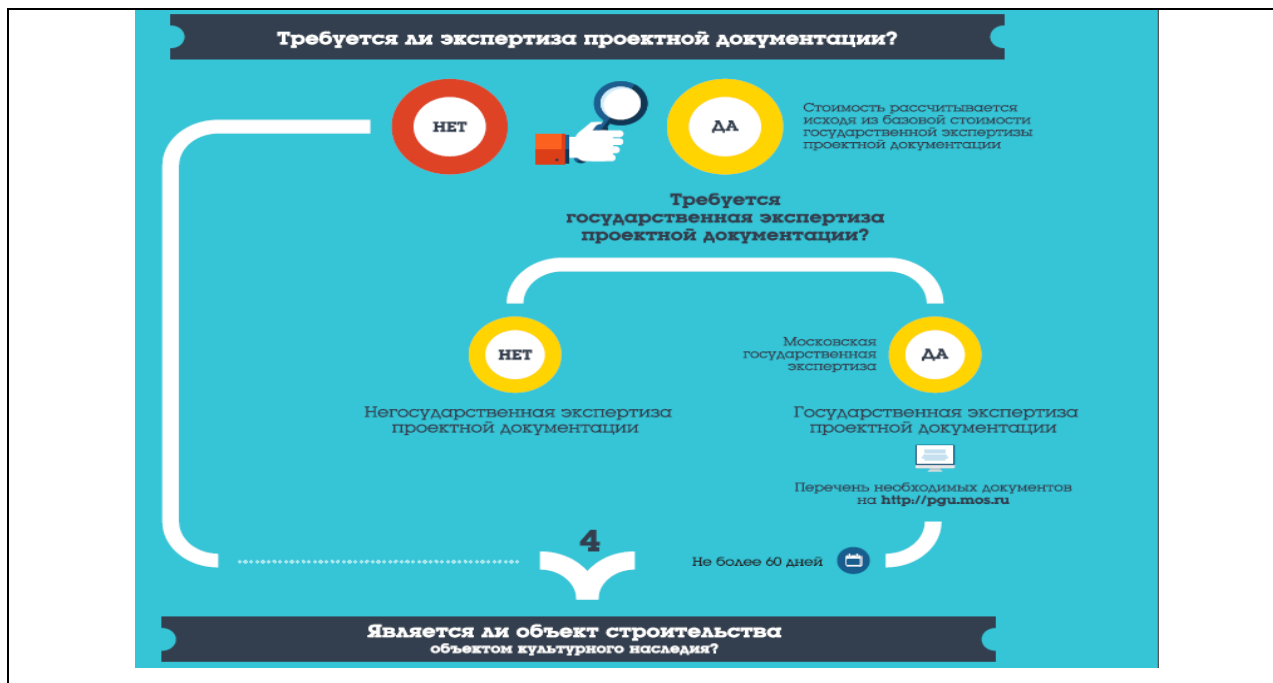 Требуется ли экспертиза проектной документации?
НЕТ
ДА
Стоимость рассчитывается
исходя из базовой стоимости
государственной экспертизы
проектной документации
Требуется
государственная экспертиза
проектной документации?
НЕТ
Московская
государственная
экспертиза
ДА
Негосударственная экспертиза
проектной документации
Государственная экспертиза
проектной документации
Перечень необходимых документов
на http://pgu.mos.ru
4
Не более 60 дней
Является ли объект строительства
объектом культурного наследия?